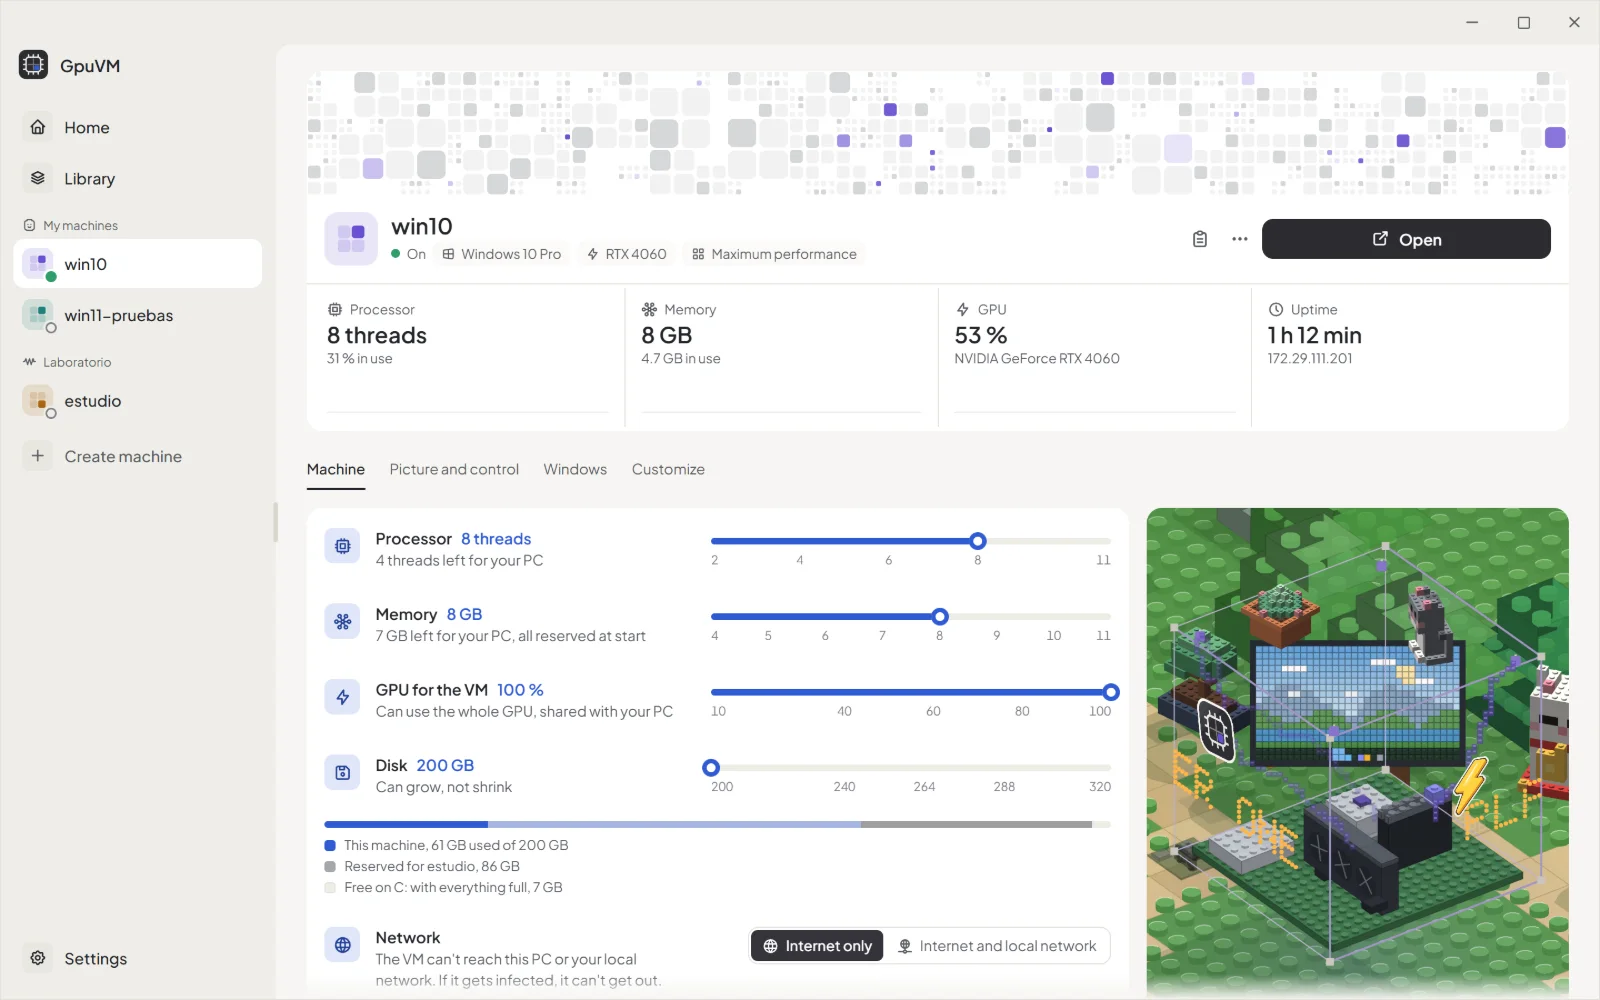 GpuVM
Home
Library
My machines
win10
win11-pruebas
Laboratorio
estudio
Create machine
Settings
win10
On
Windows 10 Pro
RTX 4060
Maximum performance
Open
Processor
8 threads
31 % in use
Memory
8 GB
4.7 GB in use
GPU
53 %
NVIDIA GeForce RTX 4060
Uptime
1 h 12 min
172.29.111.201
Machine
Picture and control
Windows
Customize
Processor 8 threads
4 threads left for your PC
2 4 6 8 11
Memory 8 GB
7 GB left for your PC, all reserved at start
4 5 6 7 8 9 10 11
GPU for the VM 100 %
Can use the whole GPU, shared with your PC
10 40 60 80 100
Disk 200 GB
Can grow, not shrink
200 240 264 288 320
This machine, 61 GB used of 200 GB
Reserved for estudio, 86 GB
Free on C: with everything full, 7 GB
Network
The VM can't reach this PC or your local
network. If it gets infected, it can't get out.
Internet only
Internet and local network